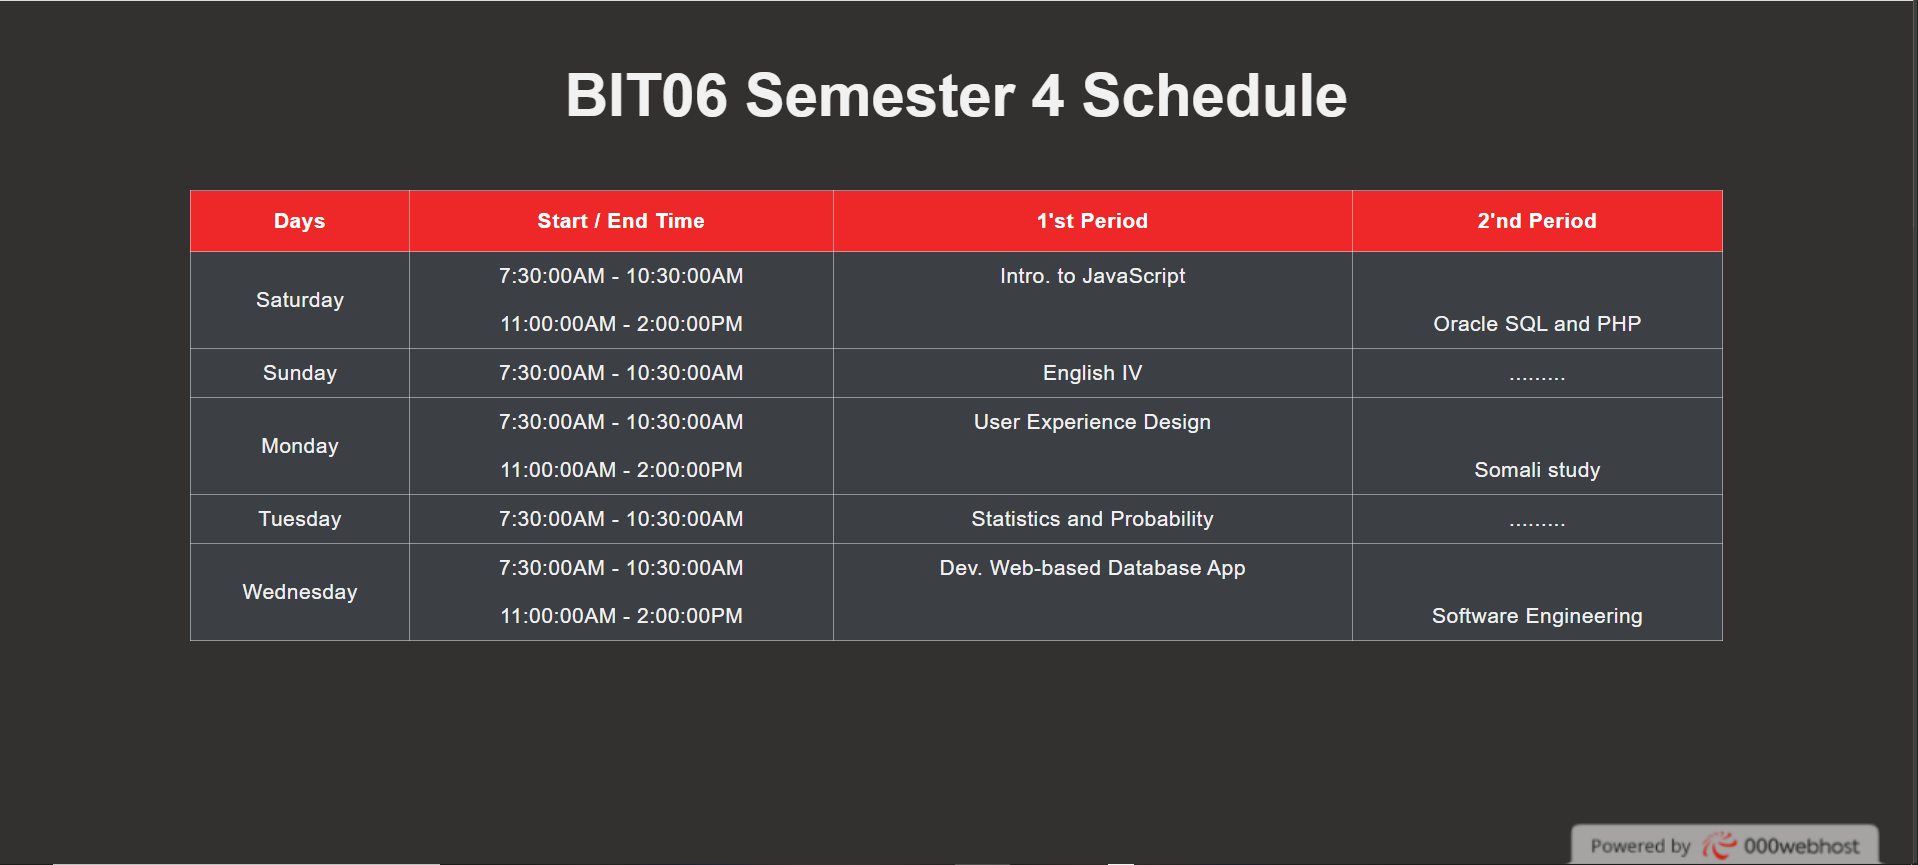 BIT06 Semester 4 Schedule
Days Start / End Time 1'st Period 2'nd Period
Saturday
7:30:00AM - 10:30:00AM Intro. to JavaScript
11:00:00AM - 2:00:00PM Oracle SQL and PHP
Sunday 7:30:00AM - 10:30:00AM English IV .........
Monday
7:30:00AM - 10:30:00AM User Experience Design
11:00:00AM - 2:00:00PM Somali study
Tuesday 7:30:00AM - 10:30:00AM Statistics and Probability .........
Wednesday
7:30:00AM - 10:30:00AM Dev. Web-based Database App
11:00:00AM - 2:00:00PM Software Engineering
Powered by 000webhost